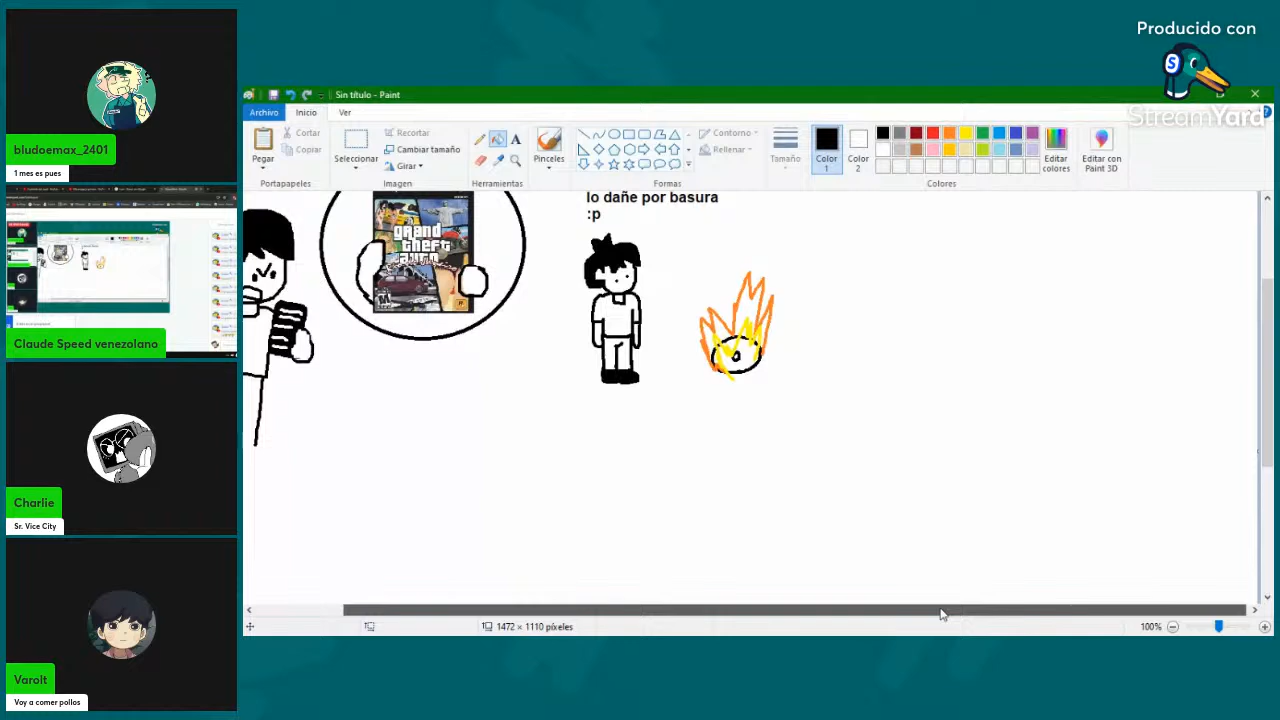 Producido con
S
StreamYard
bludoemax_2401
1 mes es pues
Claude Speed venezolano
Charlie
Sr. Vice City
Varolt
Voy a comer pollos
Sin título - Paint
Archivo
Inicio
Ver
Pegar
Cortar
Copiar
Portapapeles
Seleccionar
Recortar
Cambiar tamaño
Girar
Imagen
A
Herramientas
Pinceles
Contorno
Rellenar
Formas
Tamaño
Color
1
Color
2
Editar
colores
Colores
Editar con
Paint 3D
grand
theft
auto
M
lo dañe por basura
:p
1472 × 1110 píxeles
100%